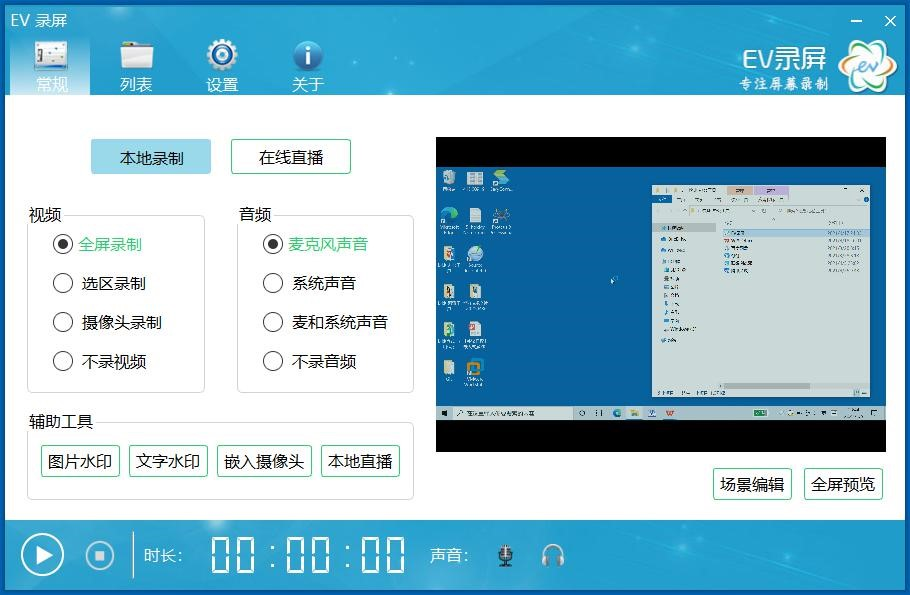 EV 录屏
常规
列表
设置
关于
EV录屏
专注屏幕录制
本地录制
在线直播
视频
全屏录制
选区录制
摄像头录制
不录视频
音频
麦克风声音
系统声音
麦和系统声音
不录音频
辅助工具
图片水印
文字水印
嵌入摄像头
本地直播
场景编辑
全屏预览
时长:
00:00:00
声音: